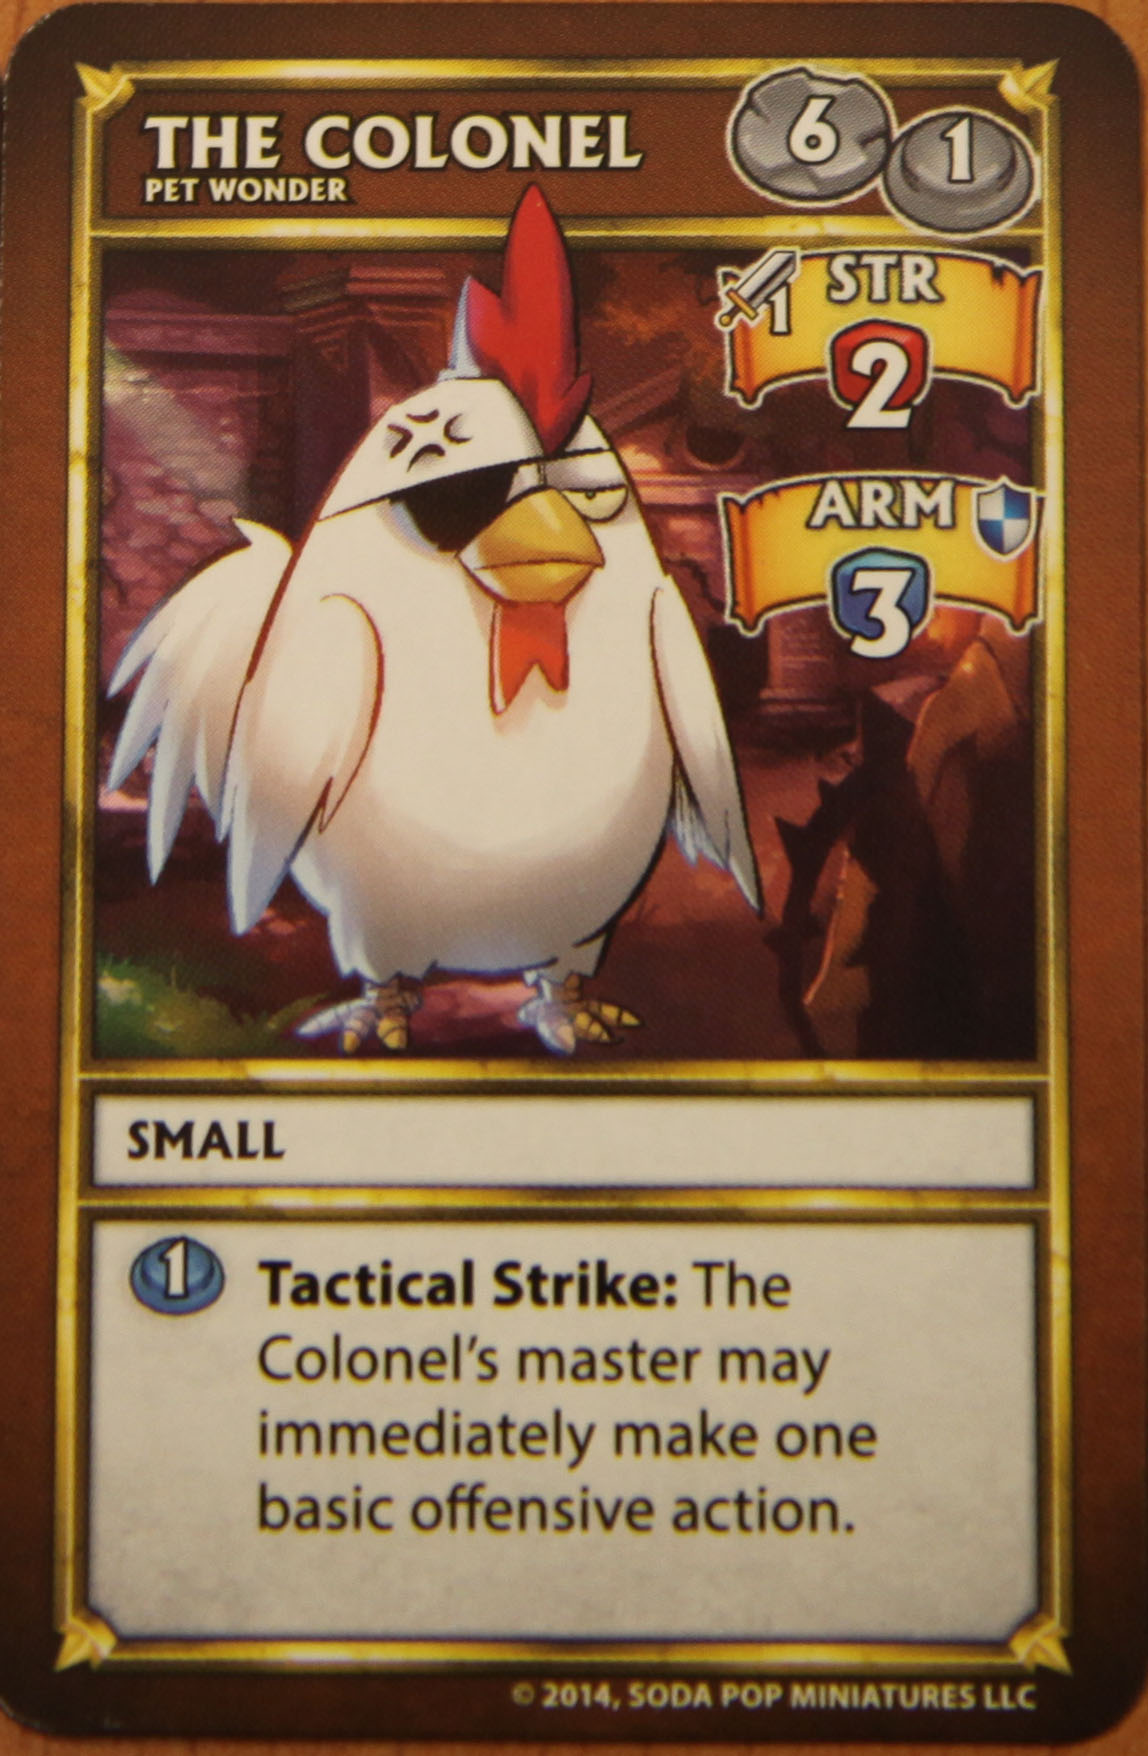 THE COLONEL
PET WONDER
6
1
1
STR
2
ARM
3
SMALL
1
Tactical Strike: The
Colonel's master may
immediately make one
basic offensive action.
© 2014, SODA POP MINIATURES LLC